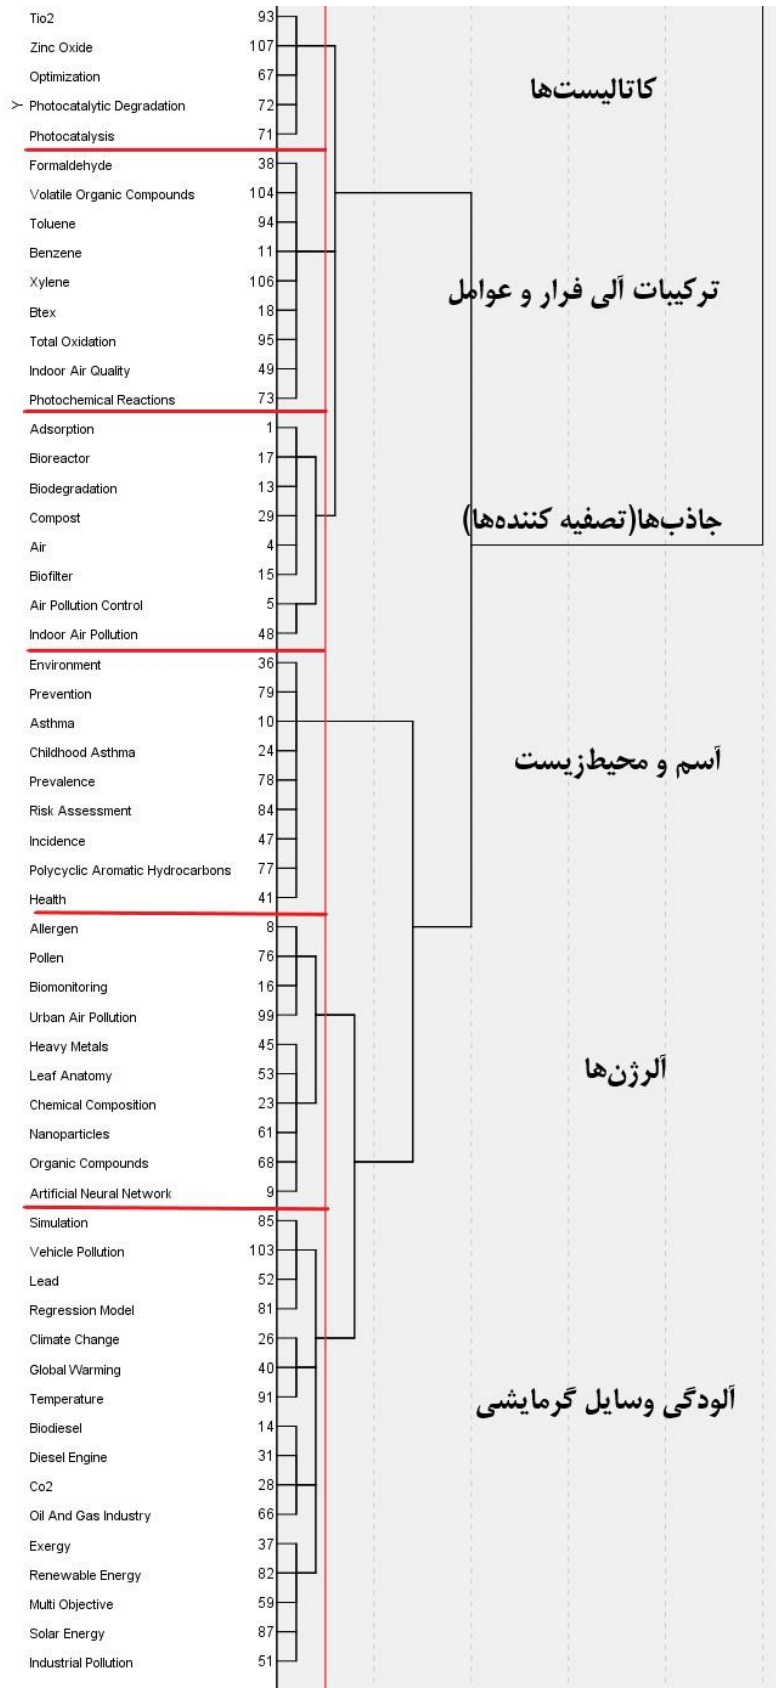 Tio2 93
Zinc Oxide 107
Optimization 67
Y Photocatalytic Degradation 72
Photocatalysis 71
کاتالیست‌ها
Formaldehyde 38
Volatile Organic Compounds 104
Toluene 94
Benzene 11
Xylene 106
Btex 18
Total Oxidation 95
Indoor Air Quality 49
Photochemical Reactions 73
ترکیبات آلی فرار و عوامل
Adsorption 1
Bioreactor 17
Biodegradation 13
Compost 29
Air 4
Biofilter 15
Air Pollution Control 5
Indoor Air Pollution 48
جاذب‌ها(تصفیه کننده‌ها)
Environment 36
Prevention 79
Asthma 10
Childhood Asthma 24
Prevalence 78
Risk Assessment 84
Incidence 47
Polycyclic Aromatic Hydrocarbons 77
Health 41
آسم و محیط‌زیست
Allergen 8
Pollen 76
Biomonitoring 16
Urban Air Pollution 99
Heavy Metals 45
Leaf Anatomy 53
Chemical Composition 23
Nanoparticles 61
Organic Compounds 68
Artificial Neural Network 9
آلرژن‌ها
Simulation 85
Vehicle Pollution 103
Lead 52
Regression Model 81
Climate Change 26
Global Warming 40
Temperature 91
Biodiesel 14
Diesel Engine 31
Co2 28
Oil And Gas Industry 66
Exergy 37
Renewable Energy 82
Multi Objective 59
Solar Energy 87
Industrial Pollution 51
آلودگی وسایل گرمایشی